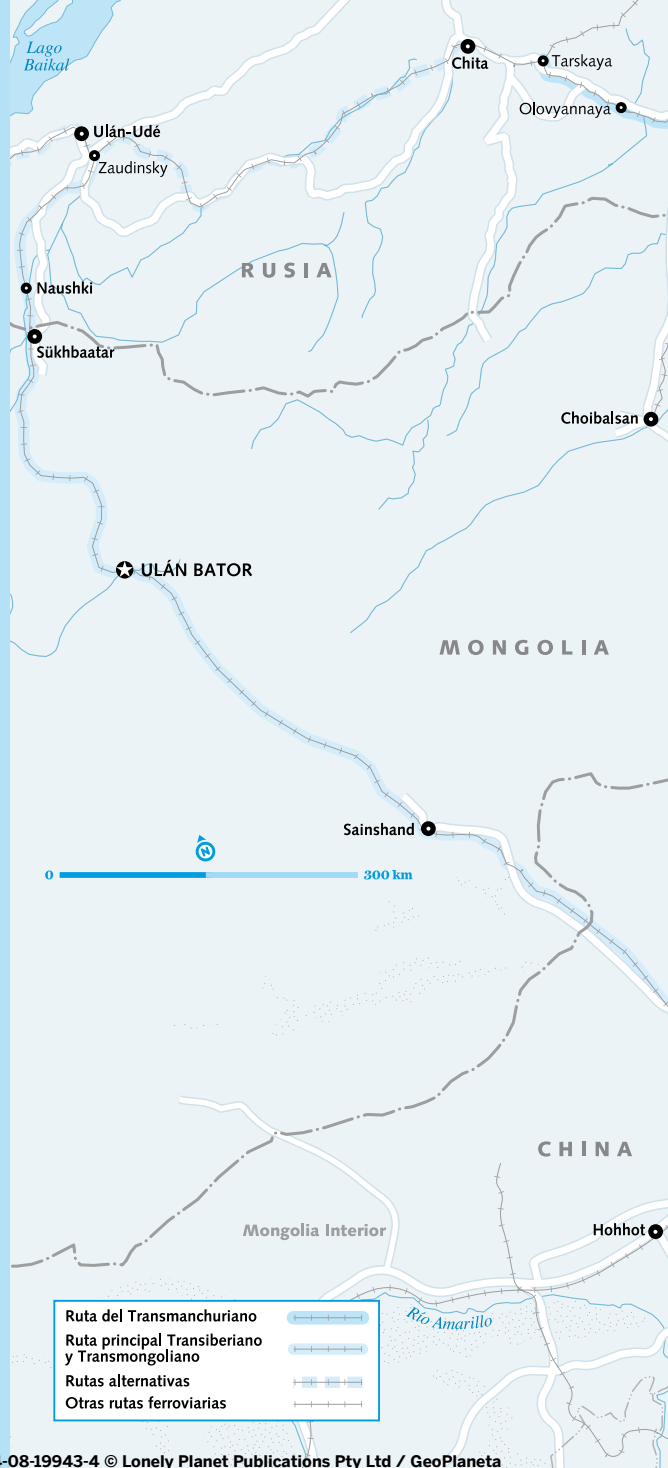 Lago
Baikal
Chita
Tarskaya
Olovyannaya
Ulán-Udé
Zaudinsky
RUSIA
Naushki
Sükhbaatar
Choibalsan
ULÁN BATOR
MONGOLIA
Sainshand
N
0
300 km
CHINA
Mongolia Interior
Hohhot
Ruta del Transmanchuriano
Ruta principal Transiberiano
y Transmongoliano
Rutas alternativas
Otras rutas ferroviarias
Río Amarillo
-08-19943-4 © Lonely Planet Publications Pty Ltd / GeoPlaneta